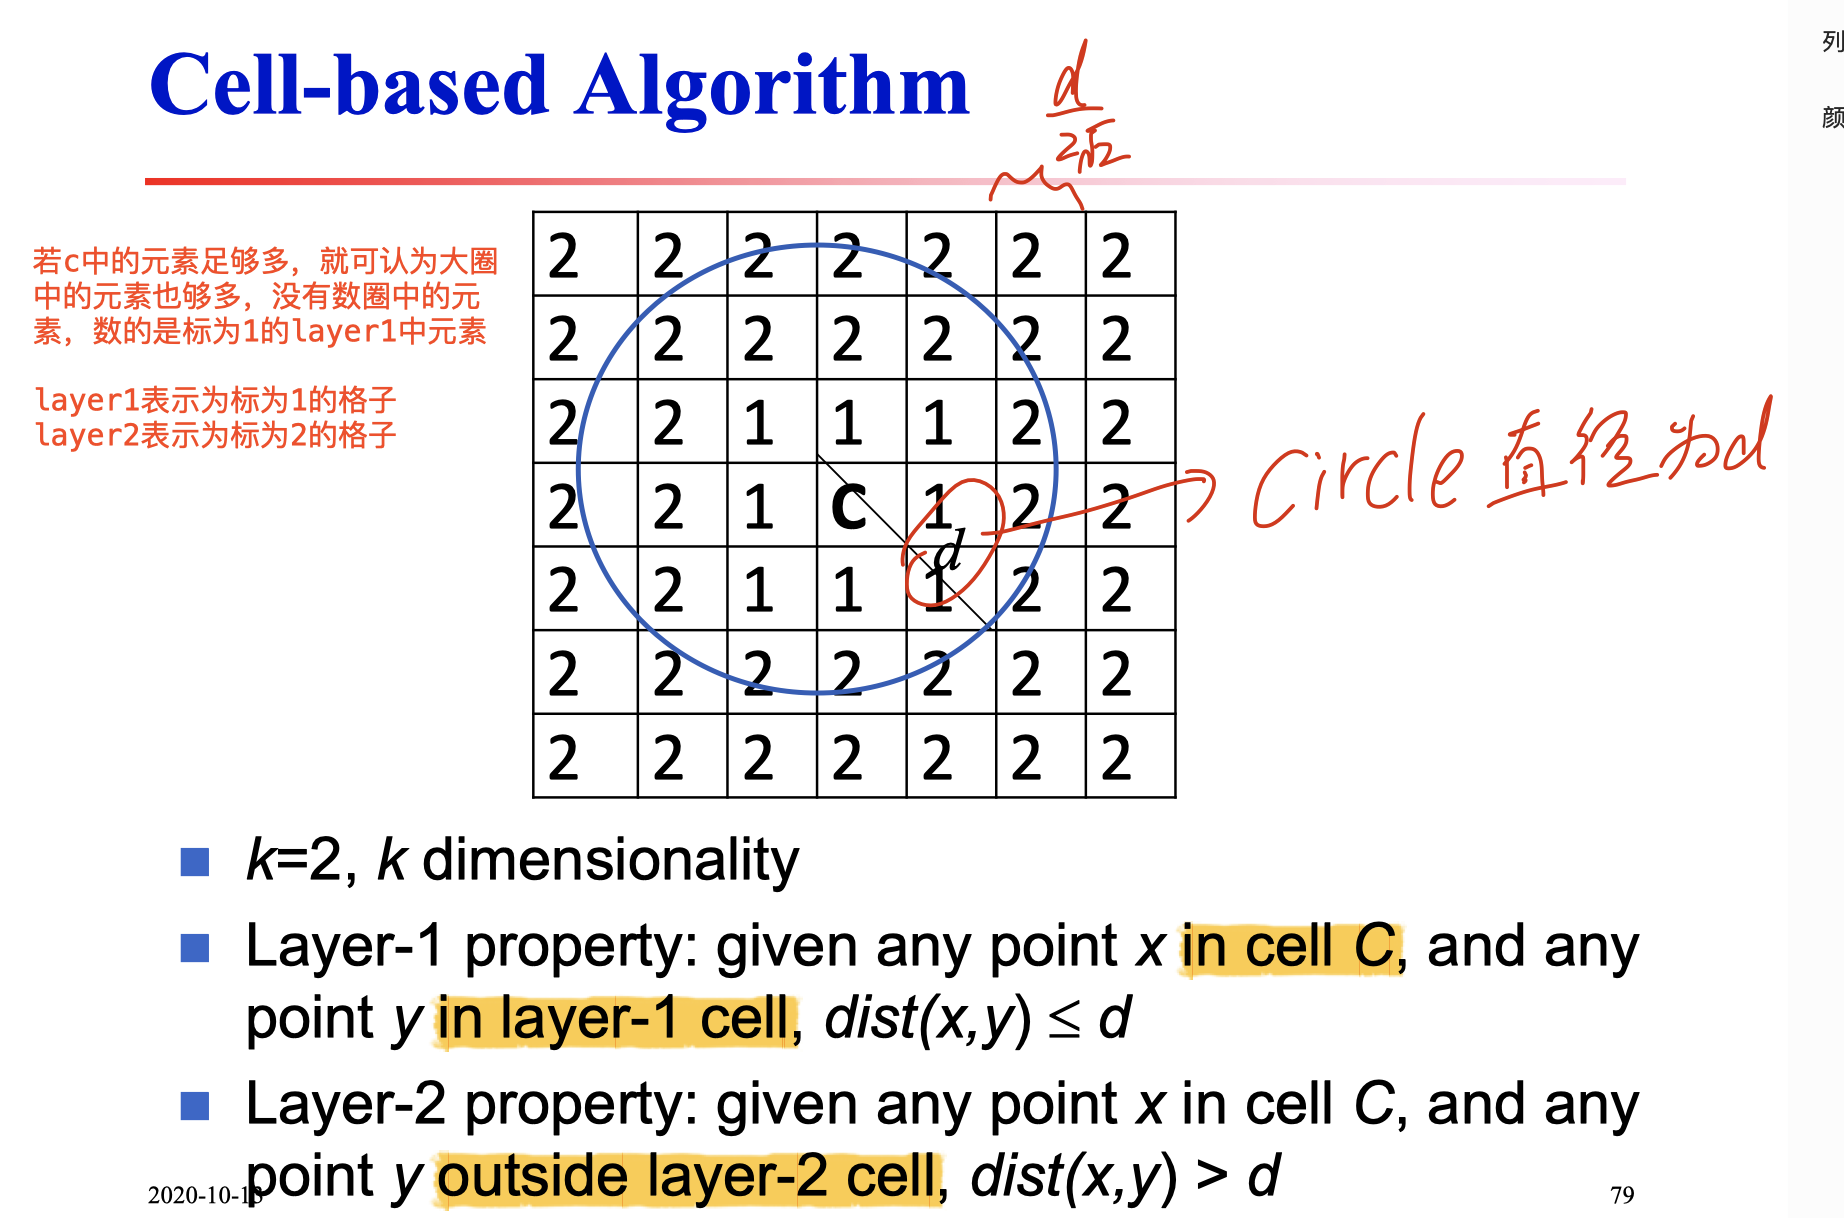 列
Cell-based Algorithm
d
2√2
颜
若c中的元素足够多，就可认为大圈
中的元素也够多，没有数圈中的元
素，数的是标为1的layer1中元素
layer1表示为标为1的格子
layer2表示为标为2的格子
2 2 2 2 2 2 2
2 2 2 2 2 2 2
2 2 1 1 1 2 2
2 2 1 C 1 2 2
d
2 2 1 1 1 2 2
2 2 2 2 2 2 2
2 2 2 2 2 2 2
Circle 直径为d
k=2, k dimensionality
Layer-1 property: given any point x in cell C, and any
point y in layer-1 cell, dist(x,y) ≤ d
Layer-2 property: given any point x in cell C, and any
point y outside layer-2 cell, dist(x,y) > d
2020-10-18
79